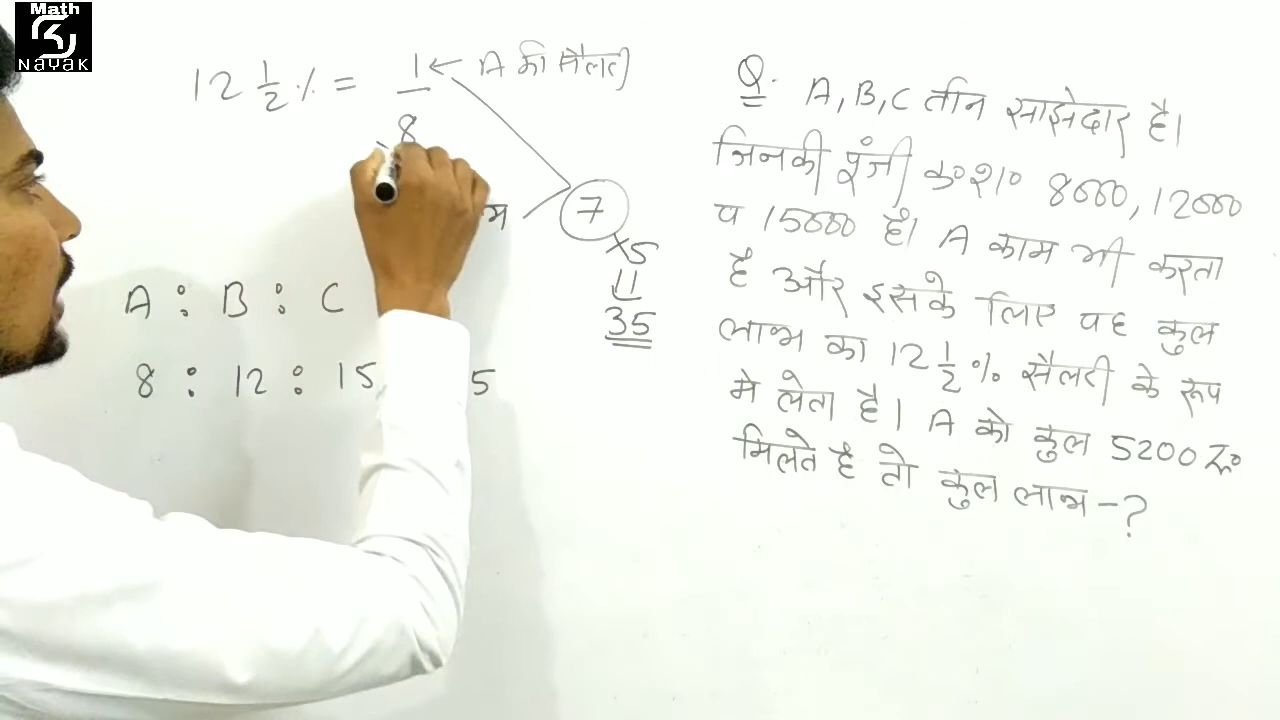 Math
Nayak
12 1/2 % = 1/8 ← A की सैलरी
7
×5
35
A : B : C
8 : 12 : 15
5
Q. A, B, C तीन साझेदार है।
जिनकी पूंजी क॰श॰ 8000, 12000
व 15000 है। A काम भी करता
है और इसके लिए वह कुल
लाभ का 12 1/2 % सैलरी के रूप
मे लेता है। A को कुल 5200 रू॰
मिलते है तो कुल लाभ -?